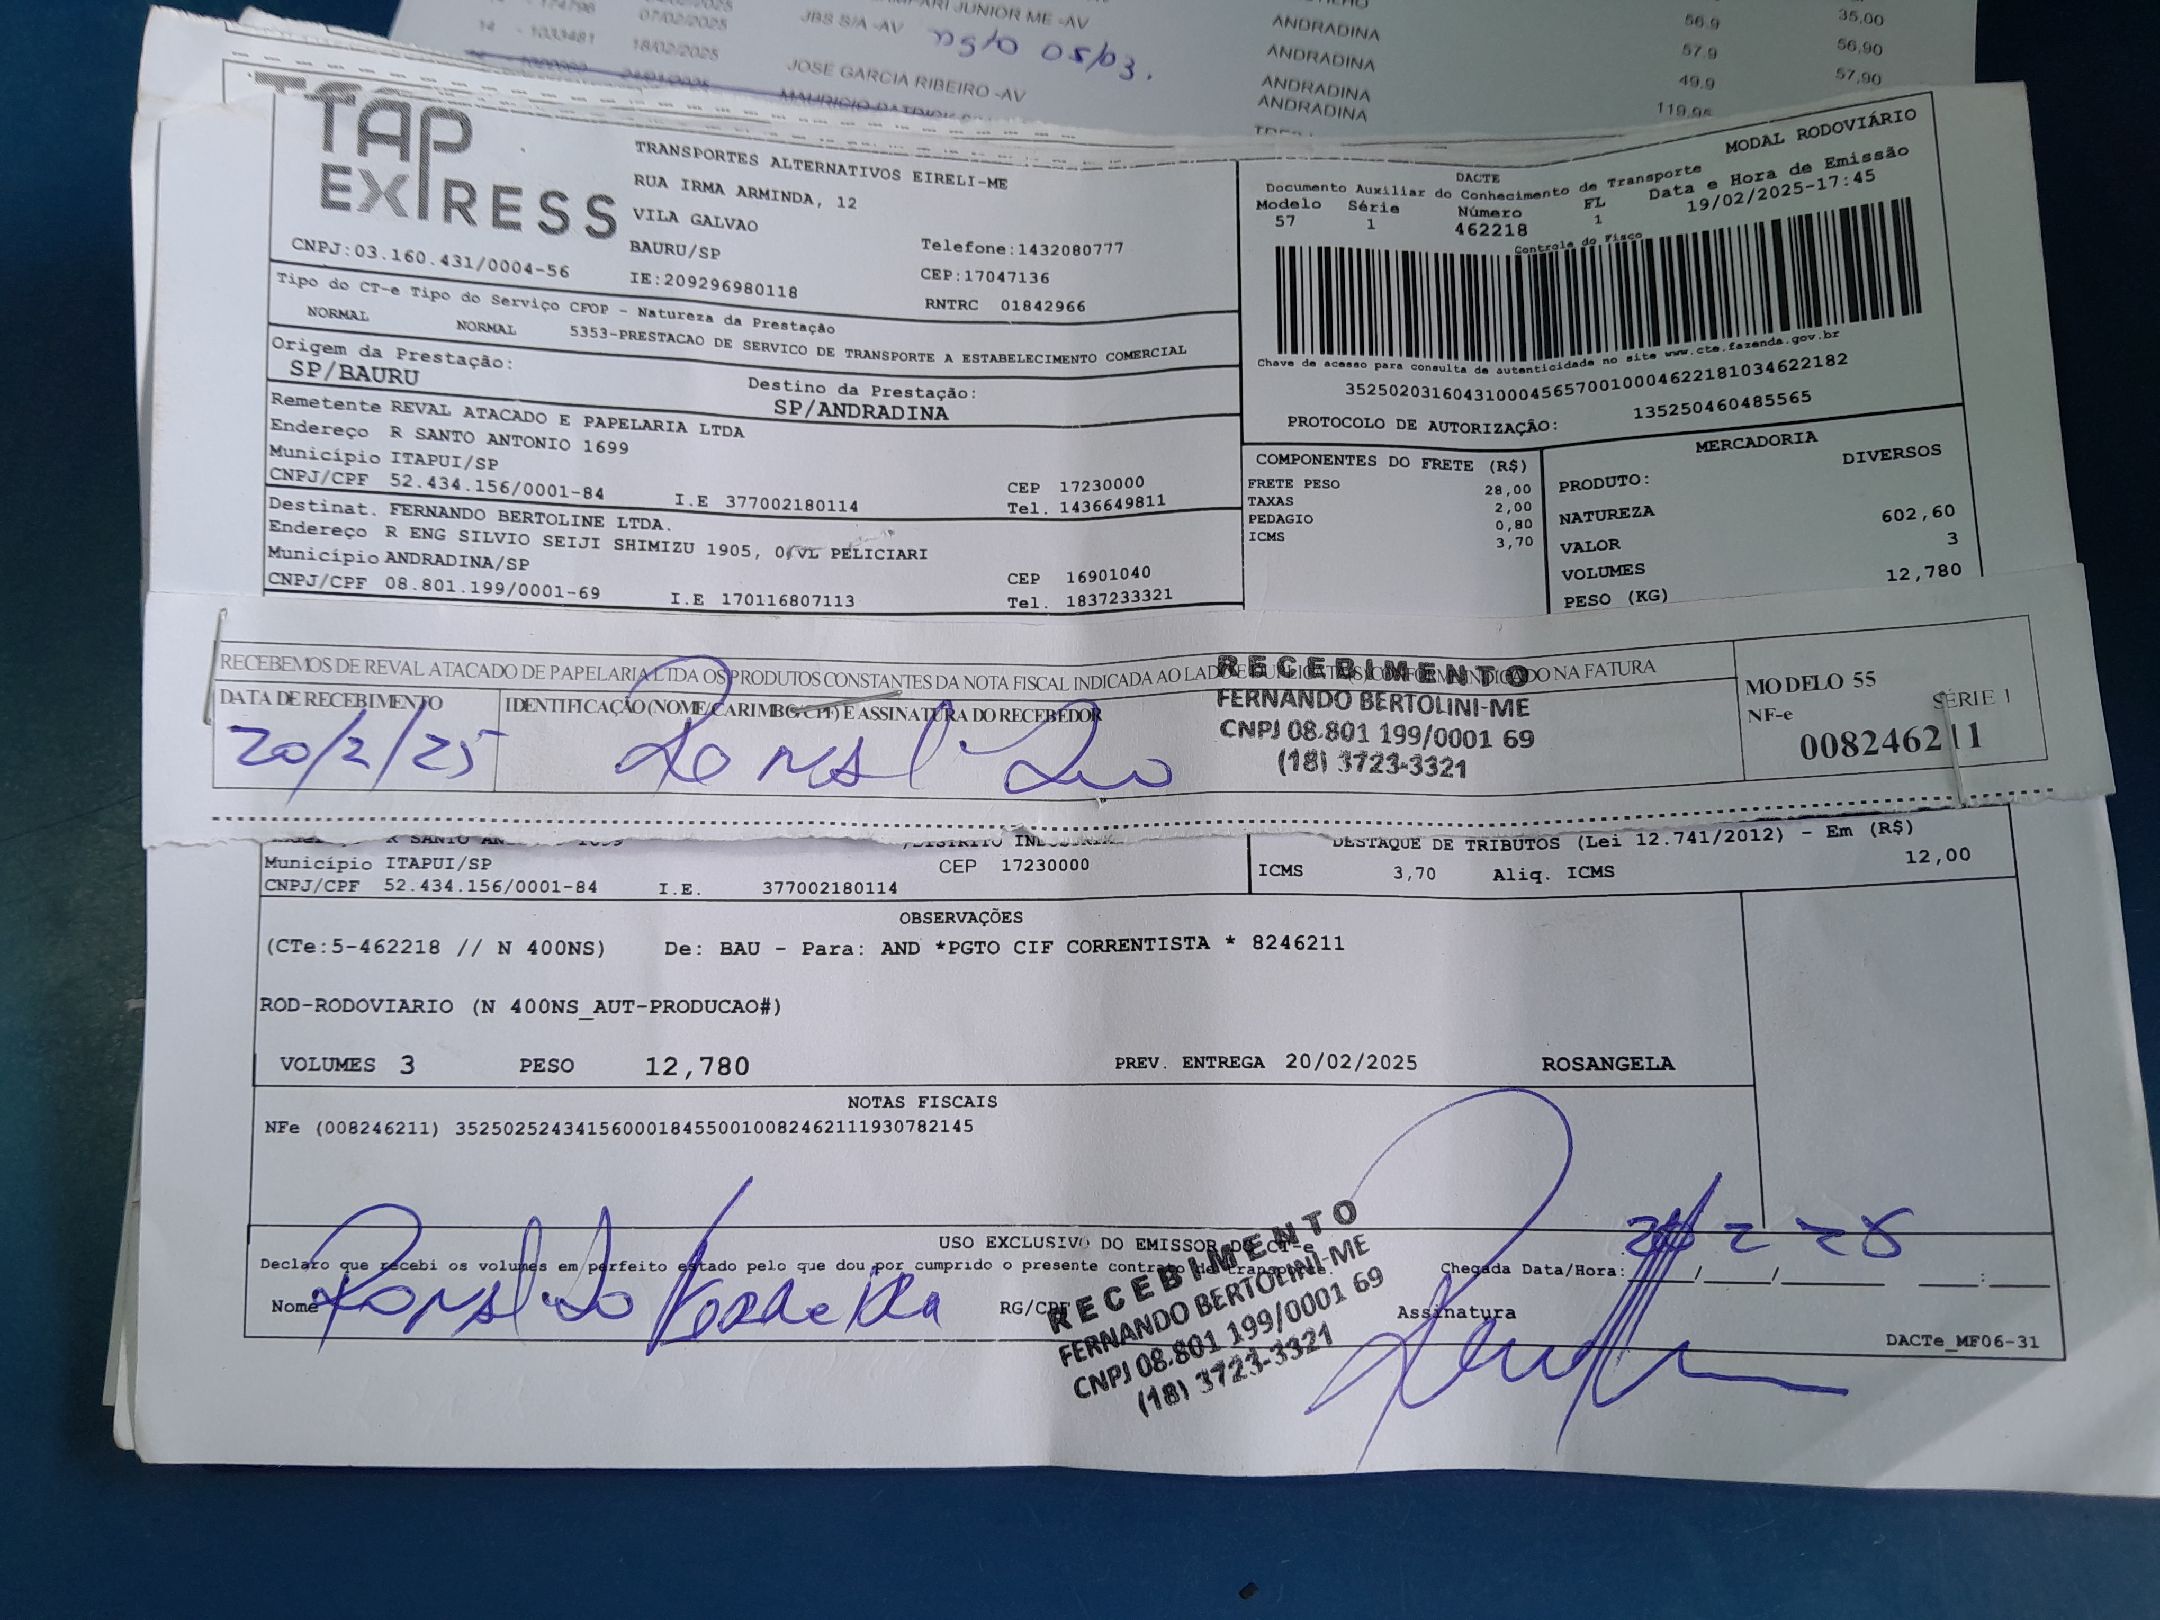 07/02/2025
14 - 1033481 18/02/2025 JBS S/A -AV 05/03. ANDRADINA 56.9 35,00
JOSE GARCIA RIBEIRO -AV ANDRADINA 57.9 56,90
ANDRADINA 49.9 57,90
ANDRADINA 119,96
TAP EXPRESS
TRANSPORTES ALTERNATIVOS EIRELI-ME
RUA IRMA ARMINDA, 12
VILA GALVAO
BAURU/SP Telefone:1432080777
CNPJ:03.160.431/0004-56 IE:209296980118 CEP:17047136
RNTRC 01842966
DACTE MODAL RODOVIÁRIO
Documento Auxiliar do Conhecimento de Transporte Data e Hora de Emissão
Modelo Série Número FL 19/02/2025-17:45
57 1 462218 1
Controle do Fisco
Chave de acesso para consulta de autenticidade no site www.cte.fazenda.gov.br
35250203160431000456570010004622181034622182
PROTOCOLO DE AUTORIZAÇÃO: 135250460485565
Tipo do CT-e Tipo do Serviço CFOP - Natureza da Prestação
NORMAL NORMAL 5353-PRESTACAO DE SERVICO DE TRANSPORTE A ESTABELECIMENTO COMERCIAL
Origem da Prestação: Destino da Prestação:
SP/BAURU SP/ANDRADINA
Remetente REVAL ATACADO E PAPELARIA LTDA
Endereço R SANTO ANTONIO 1699
Município ITAPUI/SP CEP 17230000
CNPJ/CPF 52.434.156/0001-84 I.E 377002180114 Tel. 1436649811
Destinat. FERNANDO BERTOLINE LTDA.
Endereço R ENG SILVIO SEIJI SHIMIZU 1905, 0 VL PELICIARI
Município ANDRADINA/SP CEP 16901040
CNPJ/CPF 08.801.199/0001-69 I.E 170116807113 Tel. 1837233321
COMPONENTES DO FRETE (R$)
FRETE PESO 28,00
TAXAS 2,00
PEDAGIO 0,80
ICMS 3,70
MERCADORIA
PRODUTO: DIVERSOS
NATUREZA
VALOR 602,60
VOLUMES 3
PESO (KG) 12,780
RECEBEMOS DE REVAL ATACADO DE PAPELARIA LTDA OS PRODUTOS CONSTANTES DA NOTA FISCAL INDICADA AO LADO INDICADO NA FATURA
DATA DE RECEBIMENTO IDENTIFICAÇÃO (NOME/CARIMBO/CPF) E ASSINATURA DO RECEBEDOR
20/2/25
RECEBIMENTO
FERNANDO BERTOLINI-ME
CNPJ 08.801 199/0001 69
(18) 3723-3321
MODELO 55
NF-e SÉRIE 1
008246211
R SANTO
Município ITAPUI/SP CEP 17230000
CNPJ/CPF 52.434.156/0001-84 I.E. 377002180114
DESTAQUE DE TRIBUTOS (Lei 12.741/2012) - Em (R$)
ICMS 3,70 Aliq. ICMS 12,00
OBSERVAÇÕES
(CTe:5-462218 // N 400NS) De: BAU - Para: AND *PGTO CIF CORRENTISTA * 8246211
ROD-RODOVIARIO (N 400NS_AUT-PRODUCAO#)
VOLUMES 3 PESO 12,780 PREV. ENTREGA 20/02/2025 ROSANGELA
NOTAS FISCAIS
NFe (008246211) 35250252434156000184550010082462111930782145
USO EXCLUSIVO DO EMISSOR DO CT-e
Declaro que recebi os volumes em perfeito estado pelo que dou por cumprido o presente contrato de transporte. Chegada Data/Hora: ___/___/_____ ___:___
Nome Ronaldo RG/CPF Assinatura
RECEBIMENTO
FERNANDO BERTOLINI-ME
CNPJ 08.801 199/0001 69
(18) 3723-3321
DACTe_MF06-31